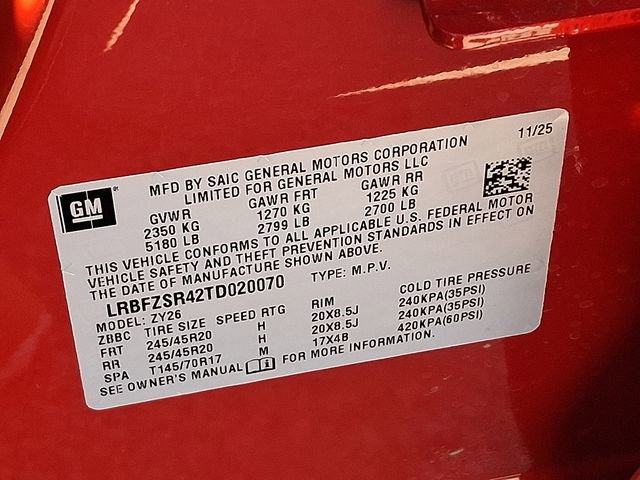 11/25
GM
MFD BY SAIC GENERAL MOTORS CORPORATION
LIMITED FOR GENERAL MOTORS LLC
GVWR GAWR FRT GAWR RR
2350 KG 1270 KG 1225 KG
5180 LB 2799 LB 2700 LB
THIS VEHICLE CONFORMS TO ALL APPLICABLE U.S. FEDERAL MOTOR
VEHICLE SAFETY AND THEFT PREVENTION STANDARDS IN EFFECT ON
THE DATE OF MANUFACTURE SHOWN ABOVE.
LRBFZSR42TD020070 TYPE: M.P.V.
MODEL: ZY26
ZBBC TIRE SIZE SPEED RTG RIM COLD TIRE PRESSURE
FRT 245/45R20 H 20X8.5J 240KPA(35PSI)
RR 245/45R20 H 20X8.5J 240KPA(35PSI)
SPA T145/70R17 M 17X4B 420KPA(60PSI)
SEE OWNER'S MANUAL FOR MORE INFORMATION.